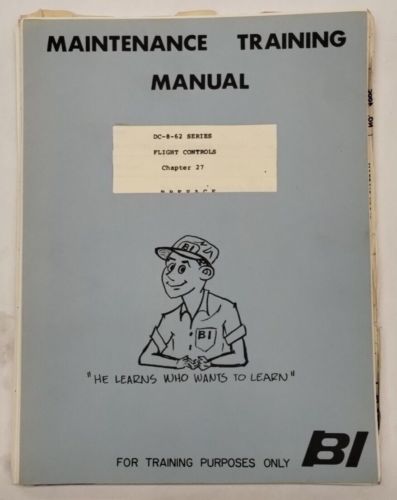 MAINTENANCE TRAINING
MANUAL
DC-8-62 SERIES
FLIGHT CONTROLS
Chapter 27
BI
BI
"HE LEARNS WHO WANTS TO LEARN"
FOR TRAINING PURPOSES ONLY BI